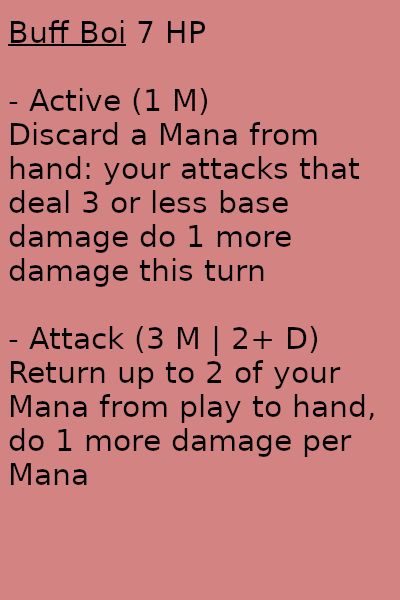 Buff Boi 7 HP
- Active (1 M)
Discard a Mana from
hand: your attacks that
deal 3 or less base
damage do 1 more
damage this turn
- Attack (3 M | 2+ D)
Return up to 2 of your
Mana from play to hand,
do 1 more damage per
Mana